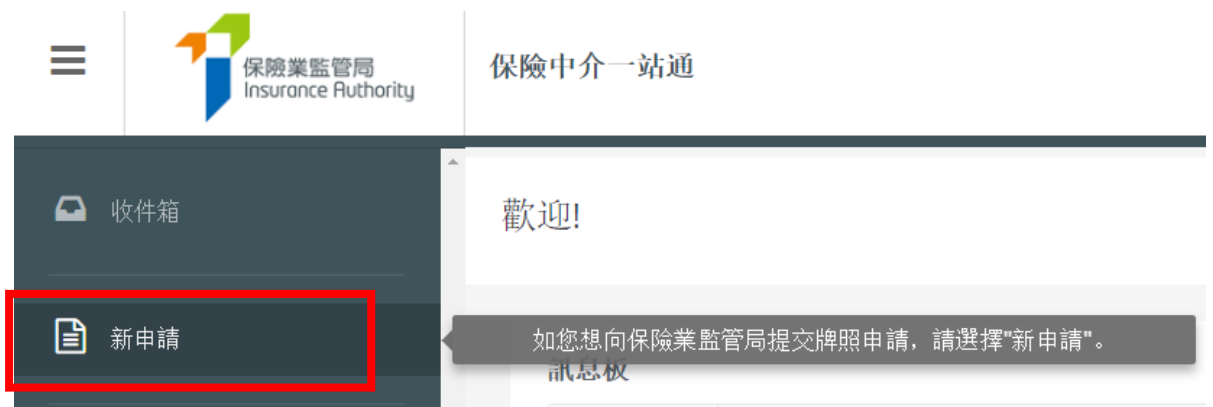 保險業監管局
Insurance Authority
保險中介一站通
收件箱
歡迎!
新申請
如您想向保險業監管局提交牌照申請，請選擇"新申請"。
訊息板